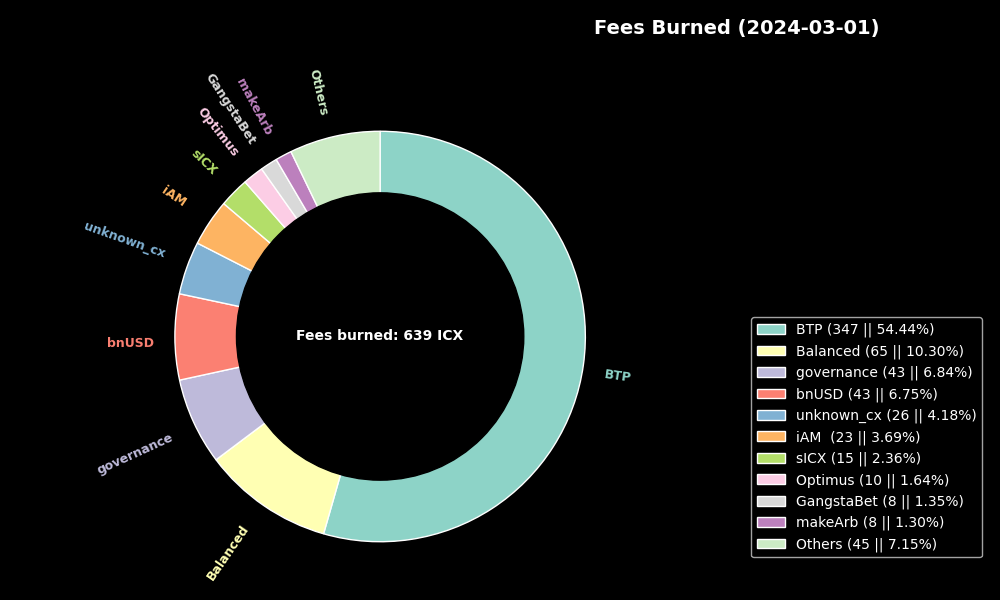 Fees Burned (2024-03-01)
Others
makeArb
GangstaBet
Optimus
sICX
iAM
unknown_cx
bnUSD
governance
Balanced
BTP
Fees burned: 639 ICX
BTP (347 || 54.44%)
Balanced (65 || 10.30%)
governance (43 || 6.84%)
bnUSD (43 || 6.75%)
unknown_cx (26 || 4.18%)
iAM  (23 || 3.69%)
sICX (15 || 2.36%)
Optimus (10 || 1.64%)
GangstaBet (8 || 1.35%)
makeArb (8 || 1.30%)
Others (45 || 7.15%)